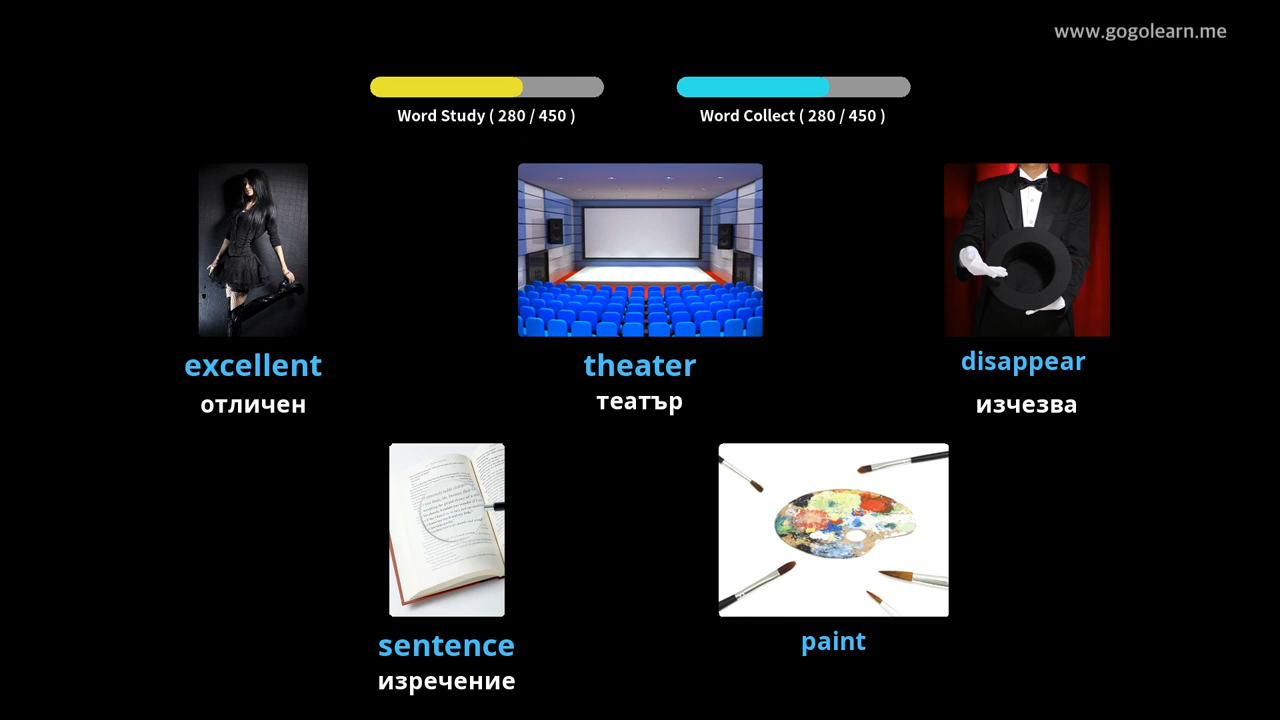 www.gogolearn.me
Word Study ( 280 / 450 )
Word Collect ( 280 / 450 )
excellent
theater
disappear
отличен
театър
изчезва
sentence
paint
изречение